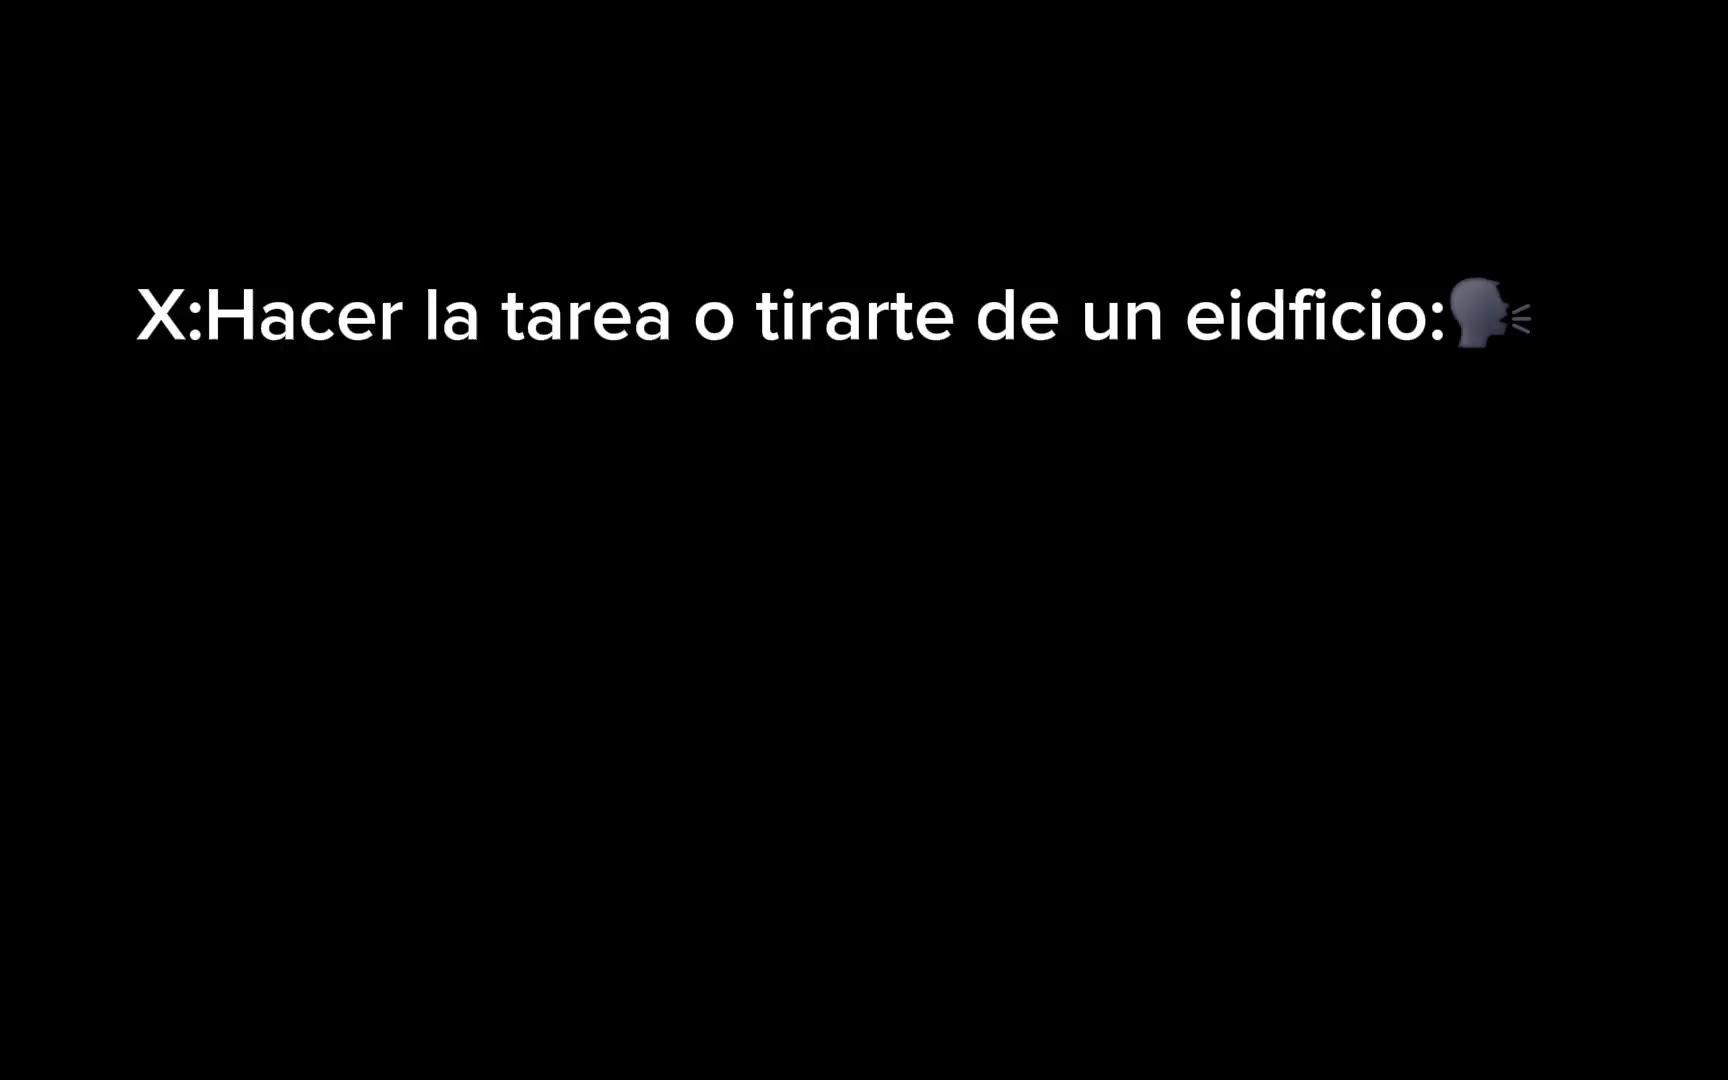 X:Hacer la tarea o tirarte de un eidficio:🗣